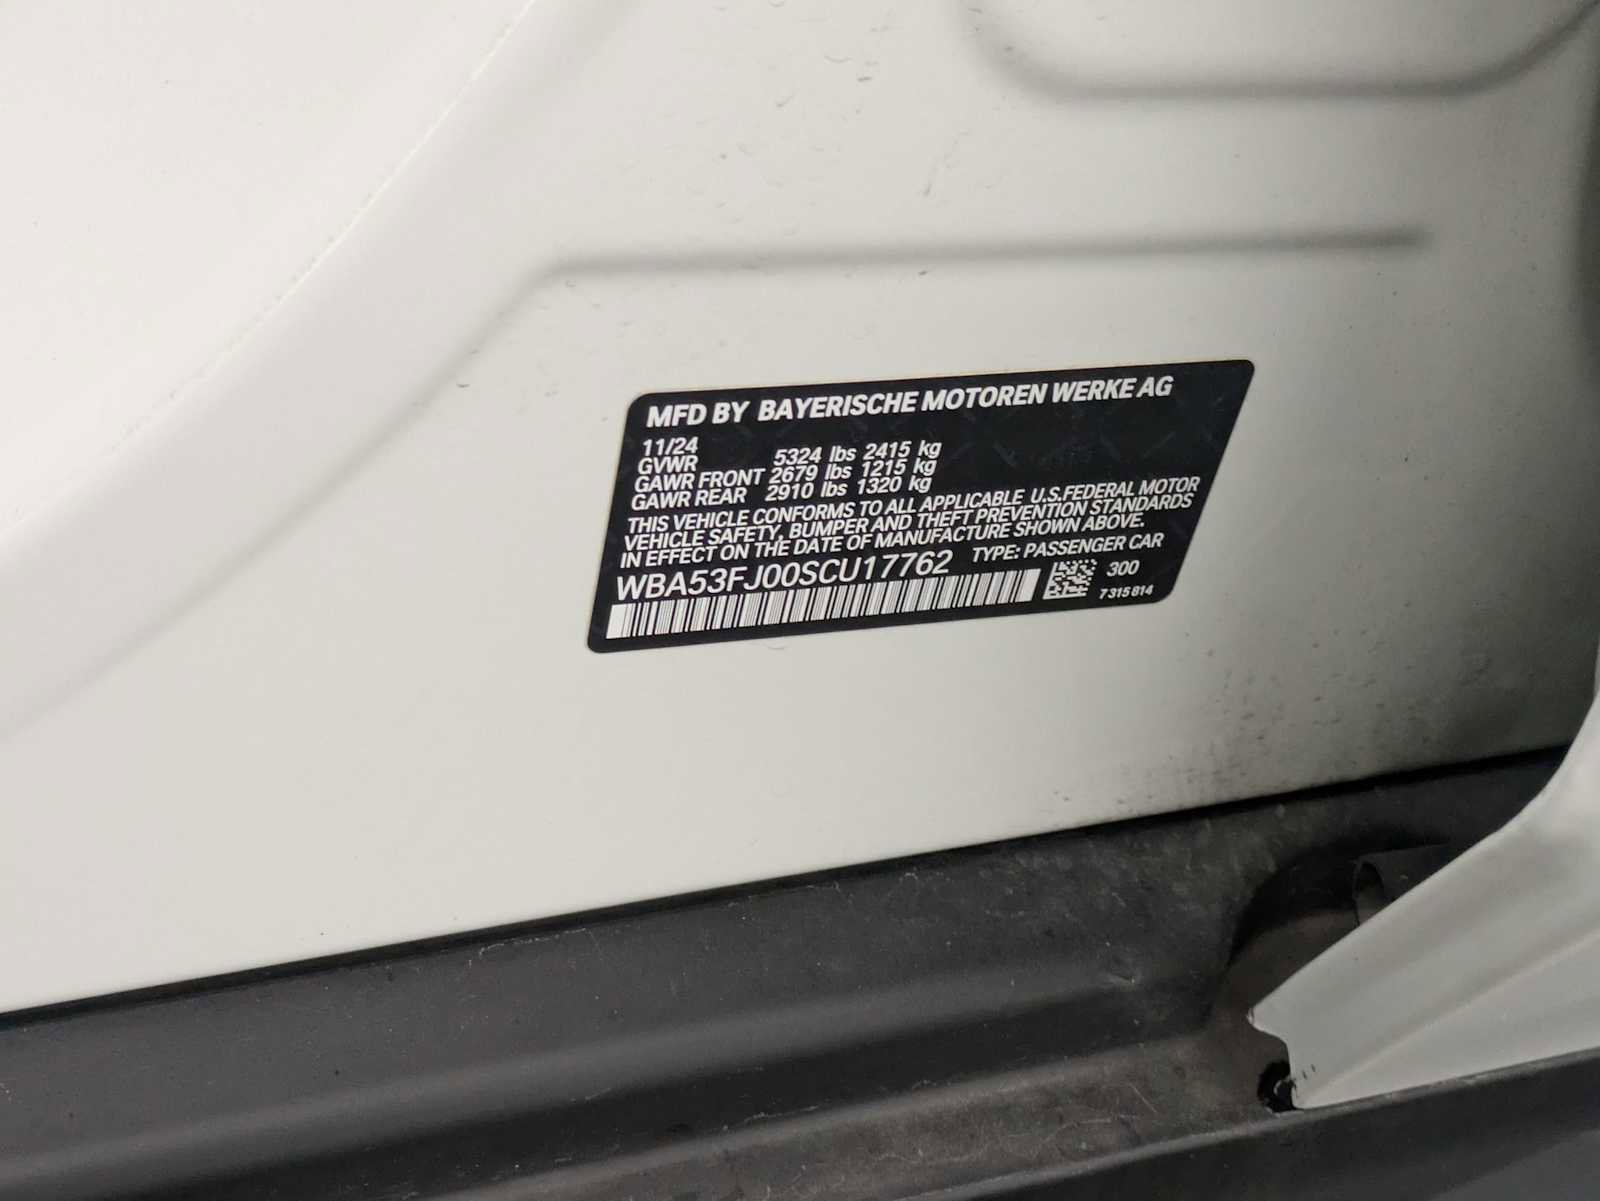 MFD BY BAYERISCHE MOTOREN WERKE AG
11/24
GVWR 5324 lbs 2415 kg
GAWR FRONT 2679 lbs 1215 kg
GAWR REAR 2910 lbs 1320 kg
THIS VEHICLE CONFORMS TO ALL APPLICABLE U.S.FEDERAL MOTOR
VEHICLE SAFETY, BUMPER AND THEFT PREVENTION STANDARDS
IN EFFECT ON THE DATE OF MANUFACTURE SHOWN ABOVE.
WBA53FJ00SCU17762 TYPE: PASSENGER CAR
300
7315814